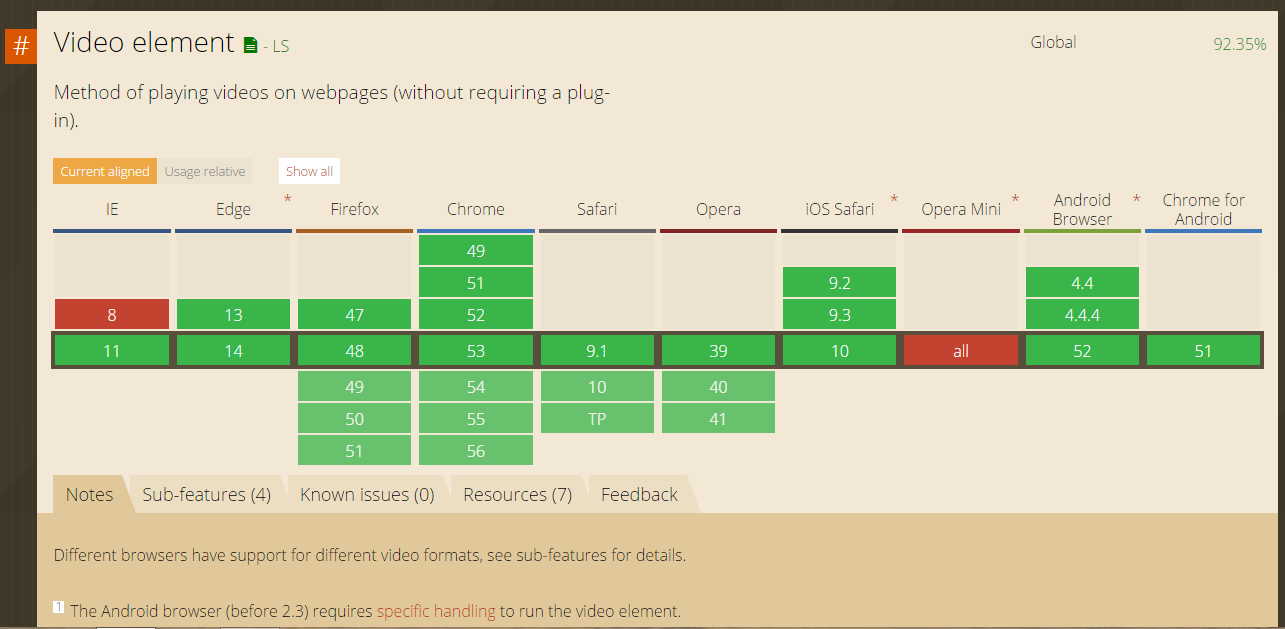 #
Video element - LS
Global 92.35%
Method of playing videos on webpages (without requiring a plug-
in).
Current aligned Usage relative Show all
IE Edge * Firefox Chrome Safari Opera iOS Safari * Opera Mini * Android Browser * Chrome for Android
49
51 9.2 4.4
8 13 47 52 9.3 4.4.4
11 14 48 53 9.1 39 10 all 52 51
49 54 10 40
50 55 TP 41
51 56
Notes Sub-features (4) Known issues (0) Resources (7) Feedback
Different browsers have support for different video formats, see sub-features for details.
1 The Android browser (before 2.3) requires specific handling to run the video element.